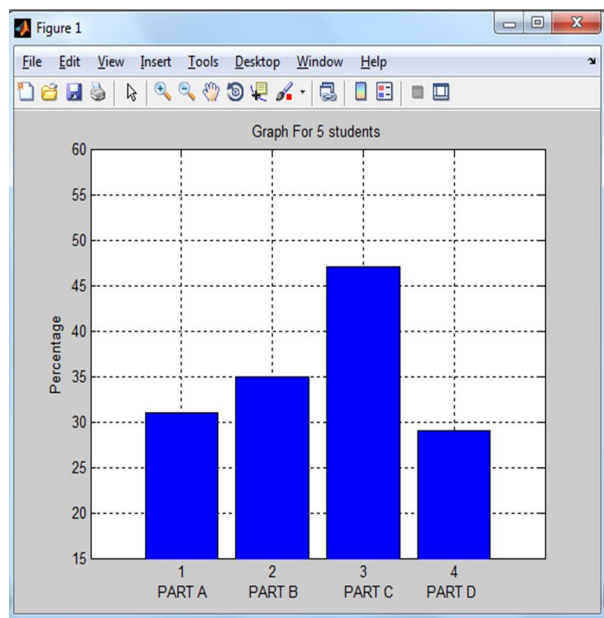 Figure 1
File Edit View Insert Tools Desktop Window Help
Graph For 5 students
60
55
50
45
40
35
30
25
20
15
Percentage
1 2 3 4
PART A PART B PART C PART D